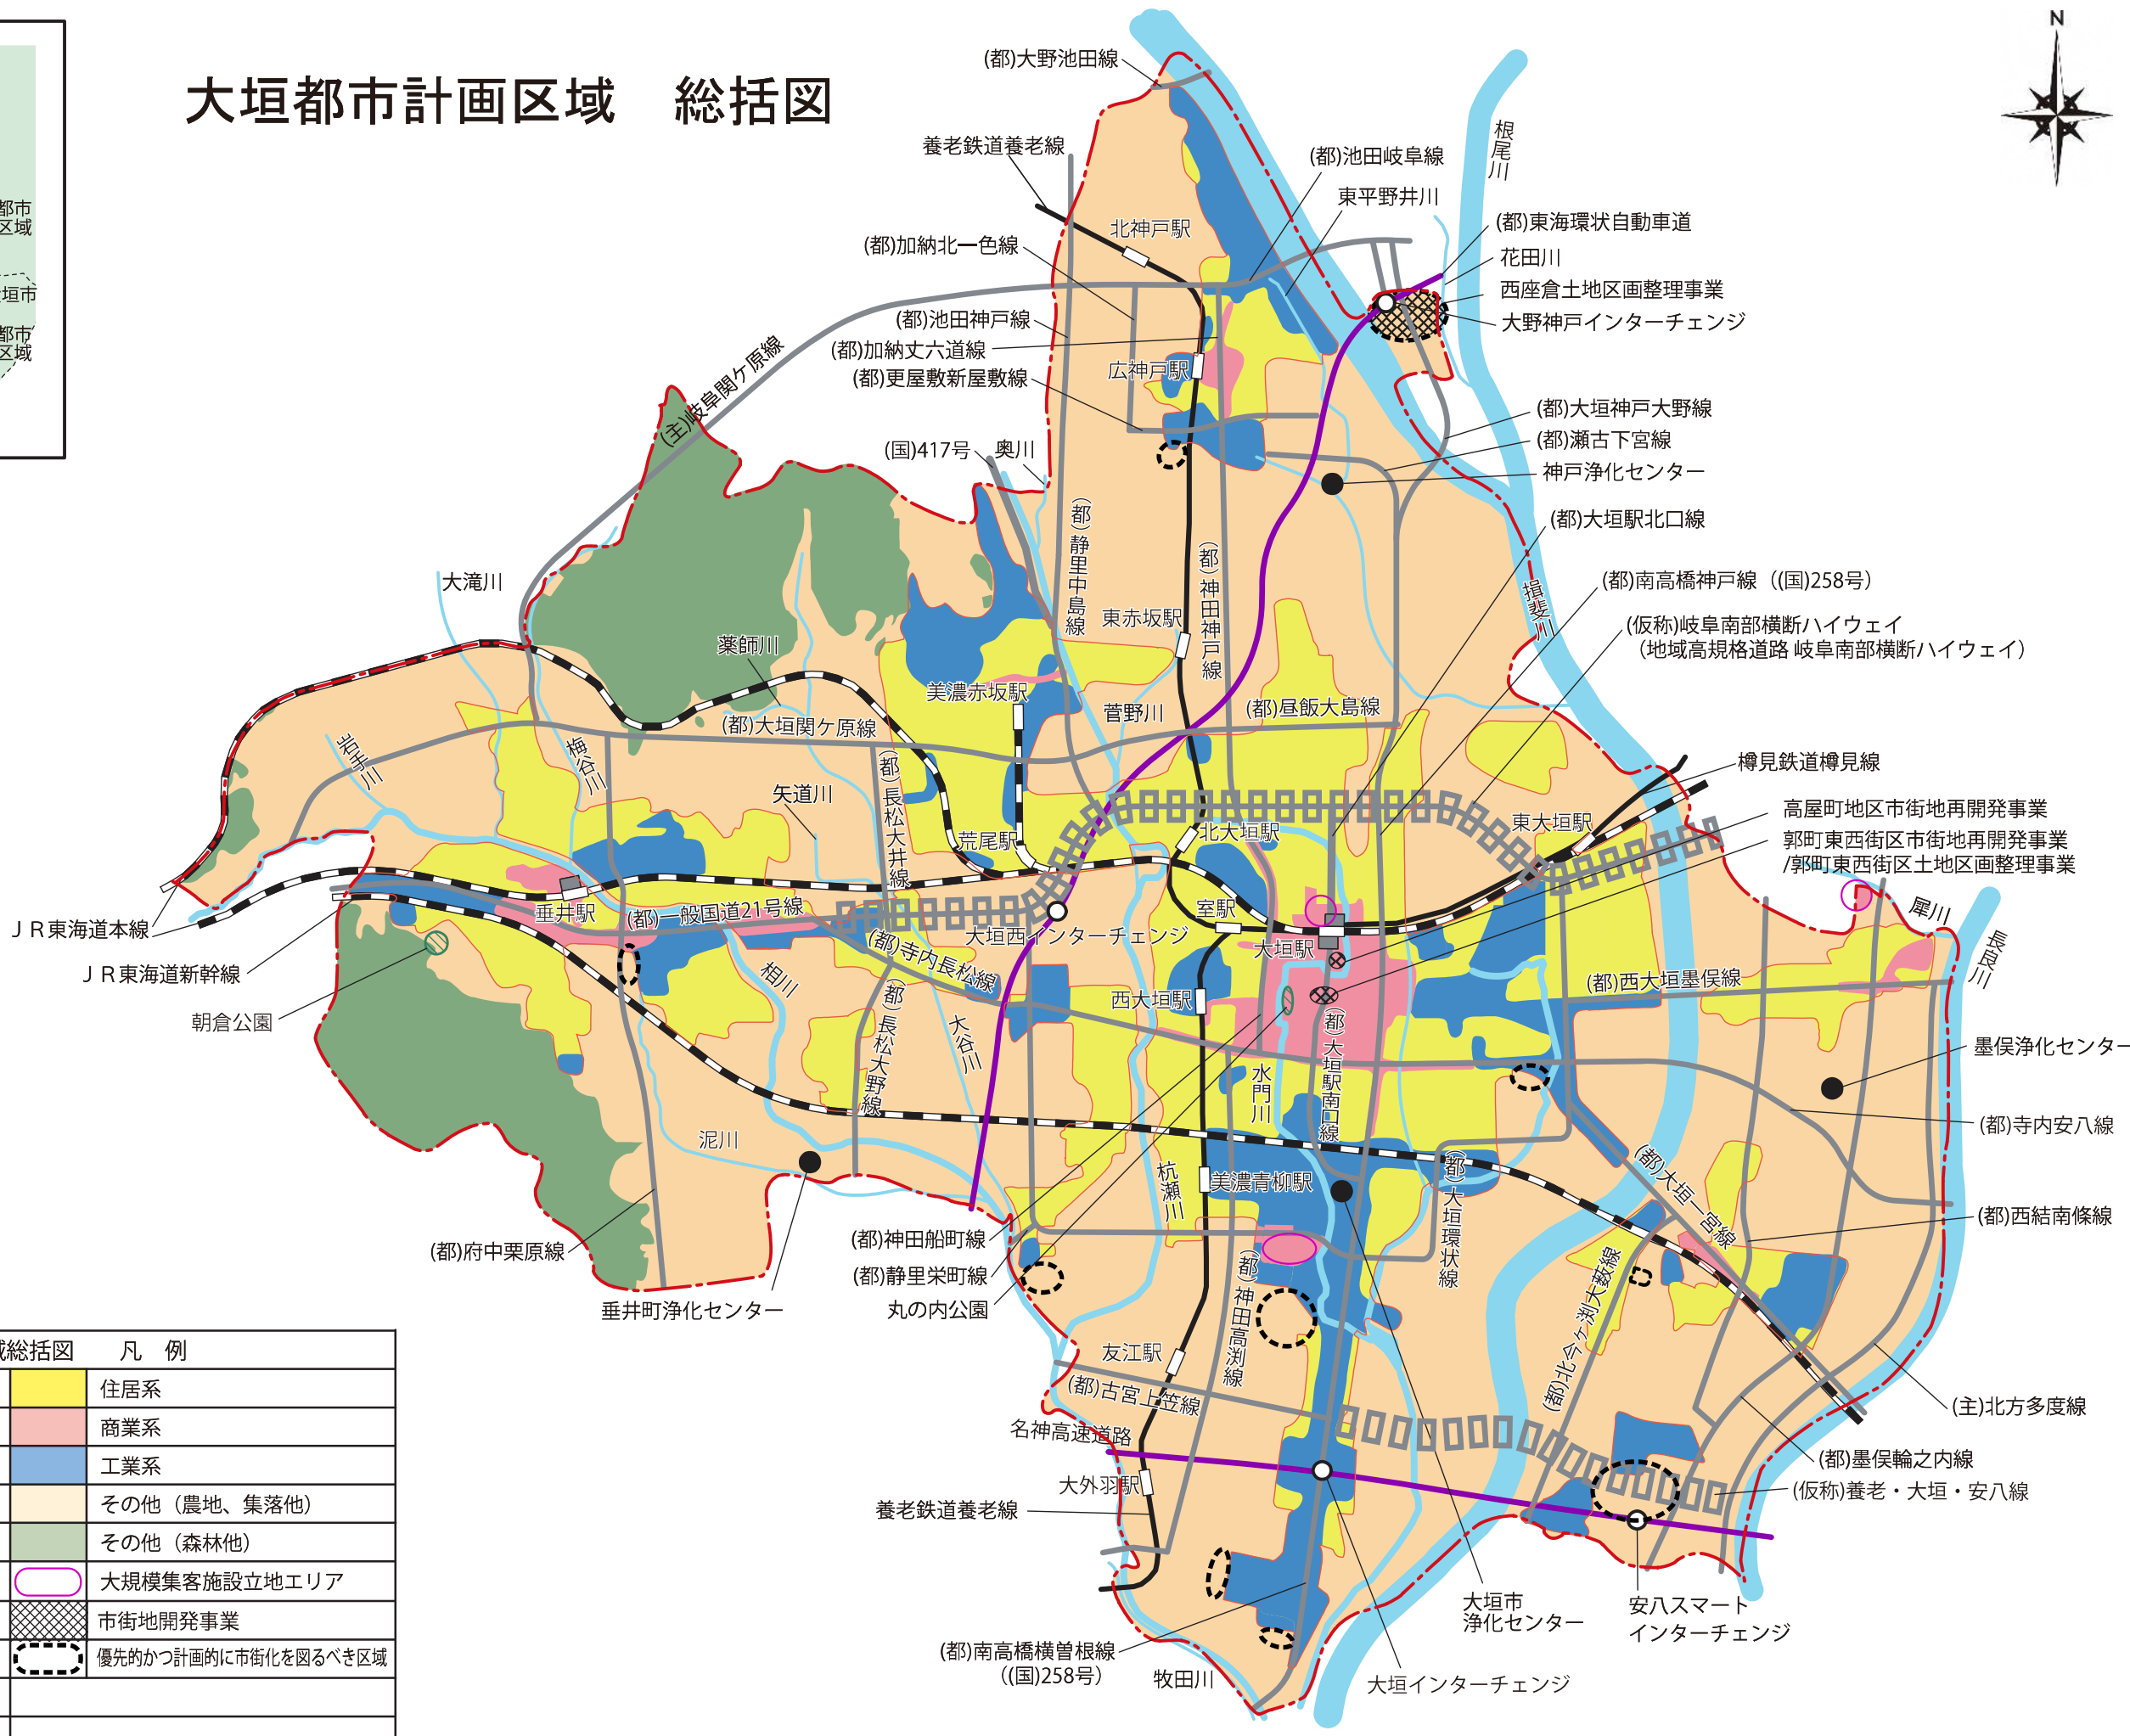 大垣都市計画区域　総括図
N
都市
区域
垣市
都市
区域
(都)大野池田線
養老鉄道養老線
(都)池田岐阜線
東平野井川
根尾川
北神戸駅
(都)加納北一色線
(都)東海環状自動車道
花田川
西座倉土地区画整理事業
大野神戸インターチェンジ
(都)池田神戸線
(都)加納丈六道線
広神戸駅
(都)更屋敷新屋敷線
(主)岐阜関ケ原線
(都)大垣神戸大野線
(都)瀬古下宮線
神戸浄化センター
(国)417号
奥川
(都)静里中島線
(都)神田神戸線
(都)大垣駅北口線
(都)南高橋神戸線（(国)258号）
(仮称)岐阜南部横断ハイウェイ
（地域高規格道路 岐阜南部横断ハイウェイ）
揖斐川
大滝川
東赤坂駅
薬師川
美濃赤坂駅
菅野川
(都)昼飯大島線
(都)大垣関ケ原線
岩手川
梅谷川
(都)長松大井線
矢道川
樽見鉄道樽見線
高屋町地区市街地再開発事業
郭町東西街区市街地再開発事業
/郭町東西街区土地区画整理事業
荒尾駅
北大垣駅
東大垣駅
垂井駅
(都)一般国道21号線
室駅
大垣駅
大垣西インターチェンジ
ＪＲ東海道本線
ＪＲ東海道新幹線
(都)寺内長松線
犀川
長良川
相川
朝倉公園
(都)長松大野線
大谷川
西大垣駅
(都)西大垣墨俣線
(都)大垣駅南口線
水門川
墨俣浄化センター
(都)寺内安八線
泥川
杭瀬川
美濃青柳駅
(都)大垣環状線
(都)大垣一宮線
(都)西結南條線
(都)府中栗原線
(都)神田船町線
(都)静里栄町線
丸の内公園
垂井町浄化センター
(都)神田高渕線
(都)北今ケ渕大薮線
友江駅
(都)古宮上笠線
名神高速道路
大外羽駅
養老鉄道養老線
(主)北方多度線
(都)墨俣輪之内線
(仮称)養老・大垣・安八線
大垣市
浄化センター
安八スマート
インターチェンジ
(都)南高橋横曽根線
（(国)258号）
牧田川
大垣インターチェンジ
総括図　凡　例
住居系
商業系
工業系
その他（農地、集落他）
その他（森林他）
大規模集客施設立地エリア
市街地開発事業
優先的かつ計画的に市街化を図るべき区域